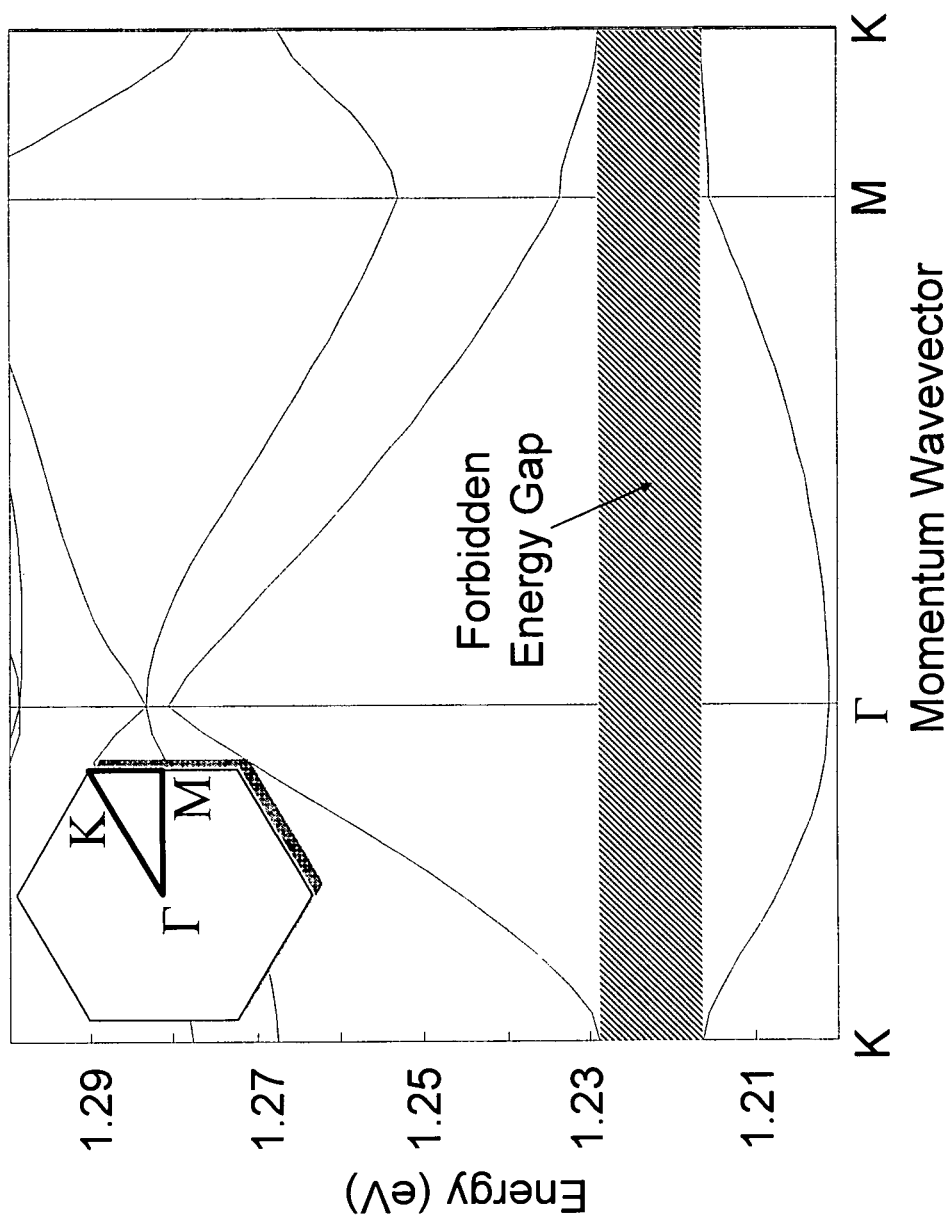 Energy (eV)
1.29
1.27
1.25
1.23
1.21
K
Γ
M
Forbidden
Energy Gap
K
Γ
M
K
Momentum Wavevector